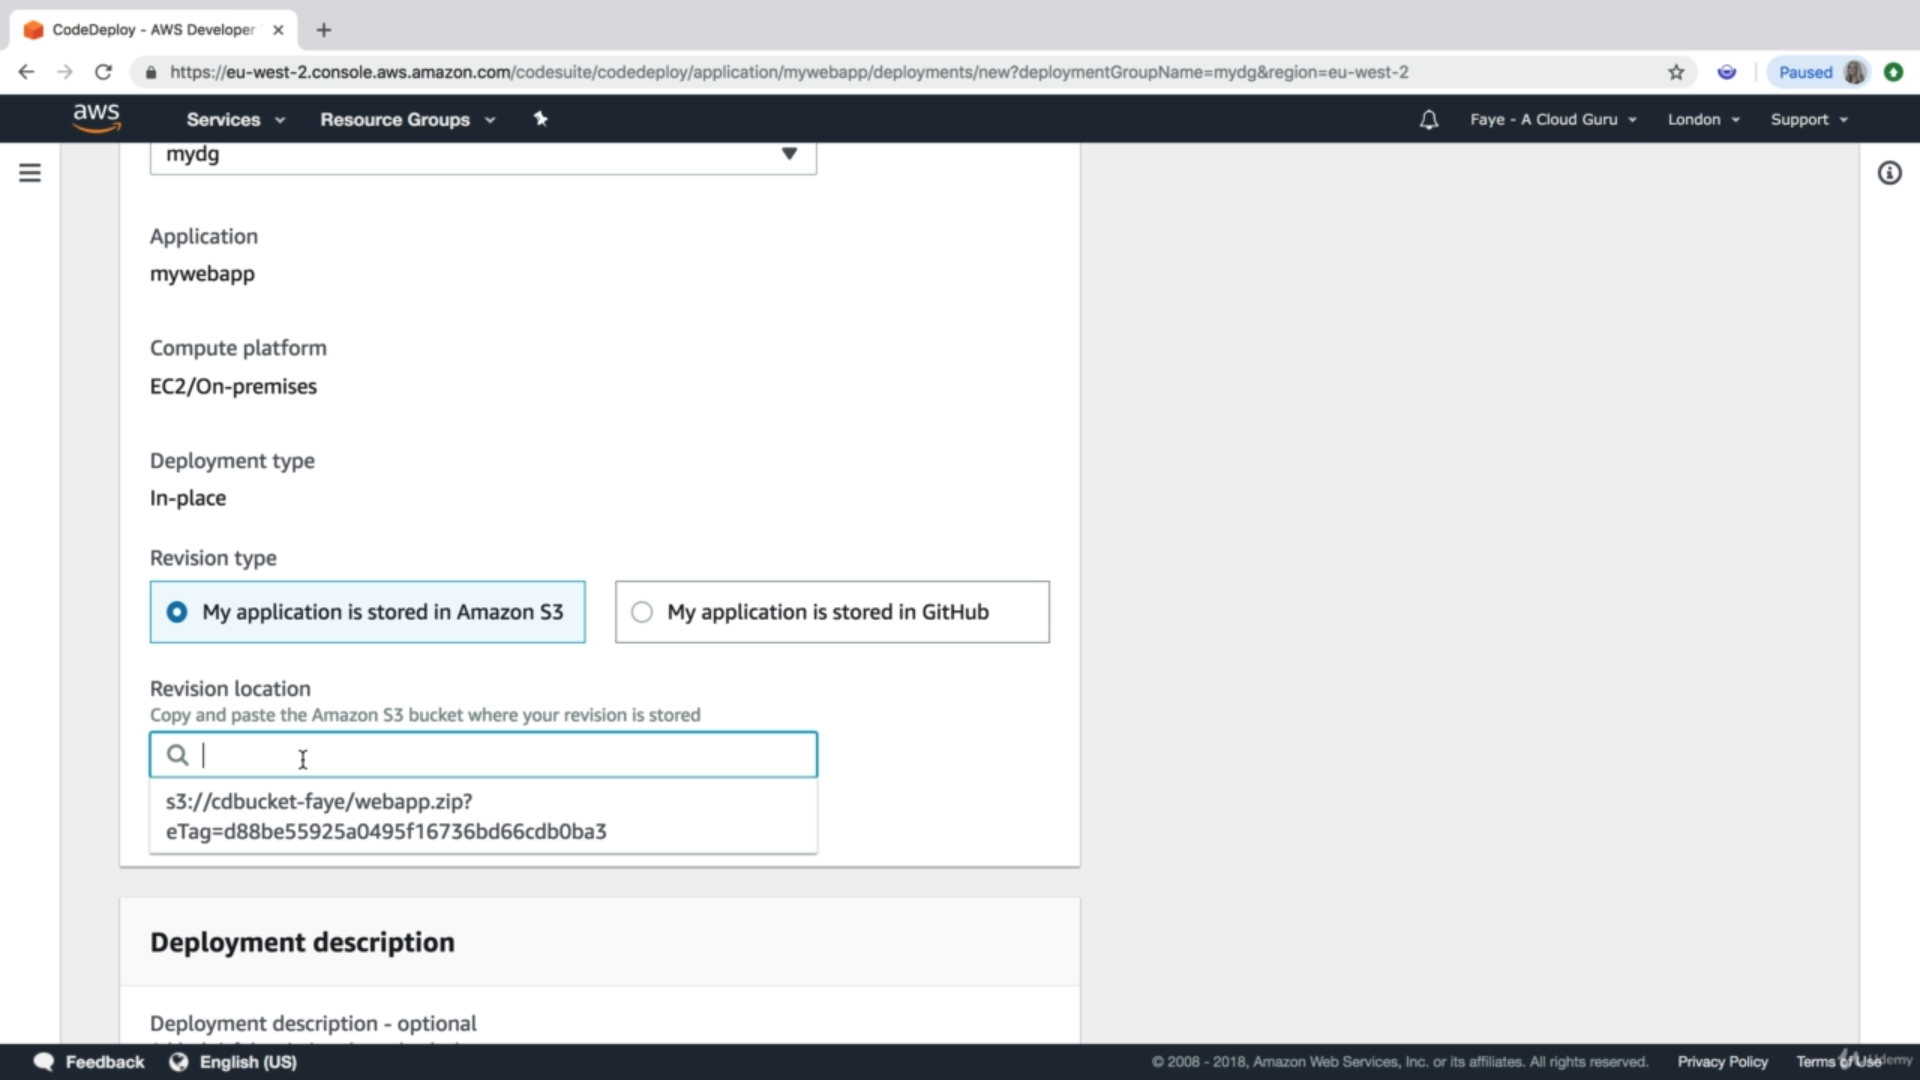 CodeDeploy - AWS Developer
https://eu-west-2.console.aws.amazon.com/codesuite/codedeploy/application/mywebapp/deployments/new?deploymentGroupName=mydg&region=eu-west-2
Paused
aws
Services
Resource Groups
Faye - A Cloud Guru
London
Support
mydg
Application
mywebapp
Compute platform
EC2/On-premises
Deployment type
In-place
Revision type
My application is stored in Amazon S3
My application is stored in GitHub
Revision location
Copy and paste the Amazon S3 bucket where your revision is stored
s3://cdbucket-faye/webapp.zip?
eTag=d88be55925a0495f16736bd66cdb0ba3
Deployment description
Deployment description - optional
Feedback
English (US)
© 2008 - 2018, Amazon Web Services, Inc. or its affiliates. All rights reserved.
Privacy Policy
Terms of Use